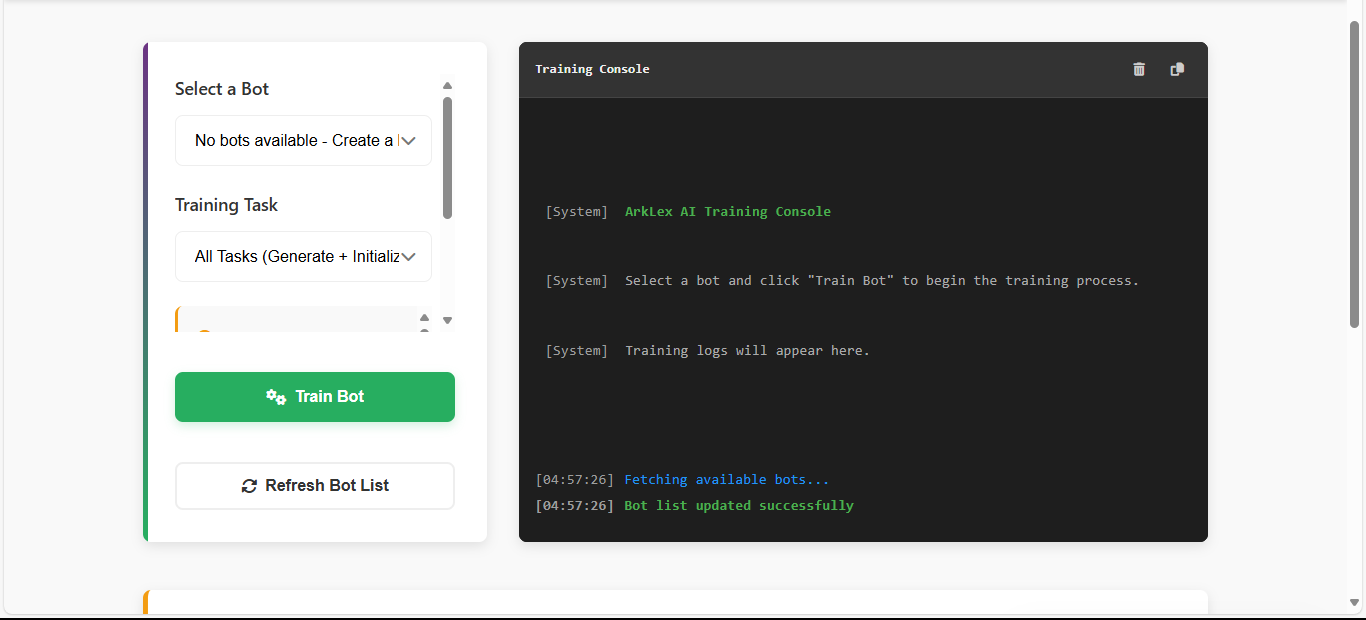 Select a Bot
No bots available - Create a
Training Task
All Tasks (Generate + Initializ
Train Bot
Refresh Bot List
Training Console
[System] ArkLex AI Training Console
[System] Select a bot and click "Train Bot" to begin the training process.
[System] Training logs will appear here.
[04:57:26] Fetching available bots...
[04:57:26] Bot list updated successfully